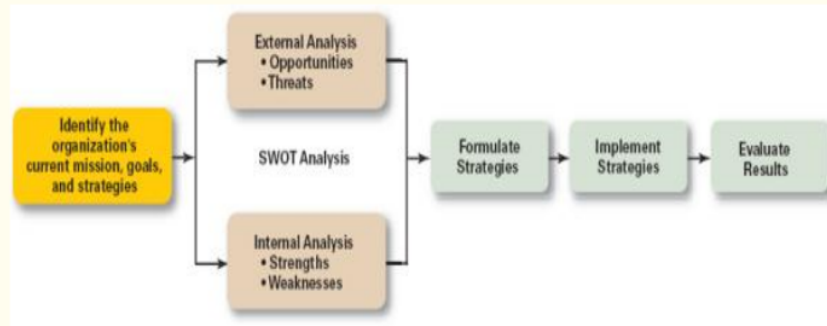 Identify the
organization's
current mission, goals,
and strategies
External Analysis
• Opportunities
• Threats
SWOT Analysis
Internal Analysis
• Strengths
• Weaknesses
Formulate
Strategies
Implement
Strategies
Evaluate
Results